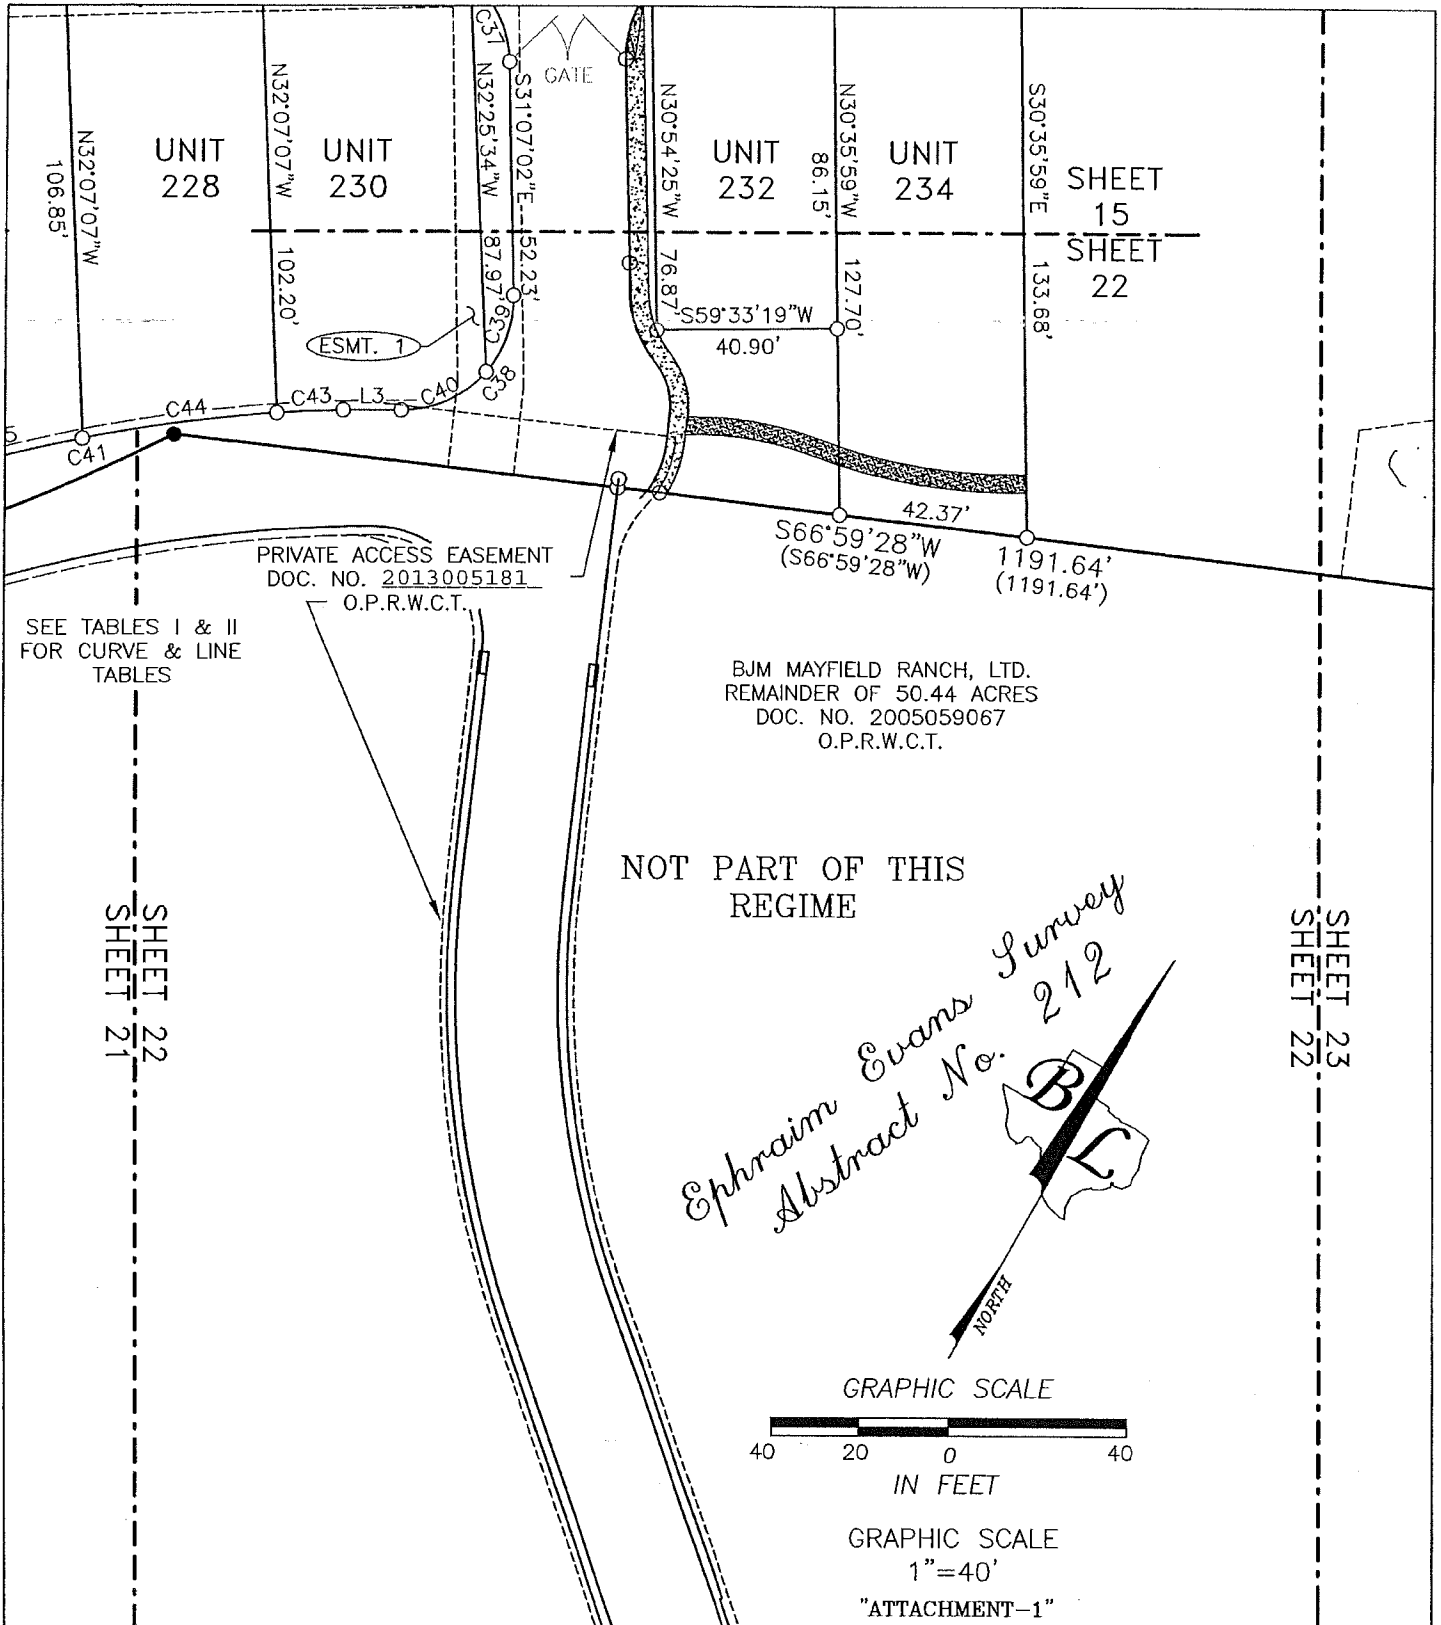 C37
GATE
N32°07'07"W
106.85'
UNIT
228
N32°07'07"W
102.20'
UNIT
230
N32°25'34"W
87.97'
S31°07'02"E
52.23'
N30°54'25"W
76.87'
UNIT
232
N30°35'59"W
86.15'
127.70'
UNIT
234
S30°35'59"E
133.68'
SHEET
15
SHEET
22
S59°33'19"W
40.90'
ESMT. 1
C39
C38
C40
L3
C43
C44
C41
42.37'
S66°59'28"W
(S66°59'28"W)
1191.64'
(1191.64')
PRIVATE ACCESS EASEMENT
DOC. NO. 2013005181
O.P.R.W.C.T.
SEE TABLES I & II
FOR CURVE & LINE
TABLES
BJM MAYFIELD RANCH, LTD.
REMAINDER OF 50.44 ACRES
DOC. NO. 2005059067
O.P.R.W.C.T.
NOT PART OF THIS
REGIME
SHEET 22
SHEET 21
SHEET 23
SHEET 22
Ephraim Evans Survey
Abstract No. 212
B
L
NORTH
GRAPHIC SCALE
40 20 0 40
IN FEET
GRAPHIC SCALE
1"=40'
"ATTACHMENT-1"